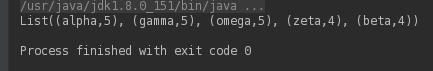 /usr/java/jdk1.8.0_151/bin/java ...
List((alpha,5), (gamma,5), (omega,5), (zeta,4), (beta,4))
Process finished with exit code 0